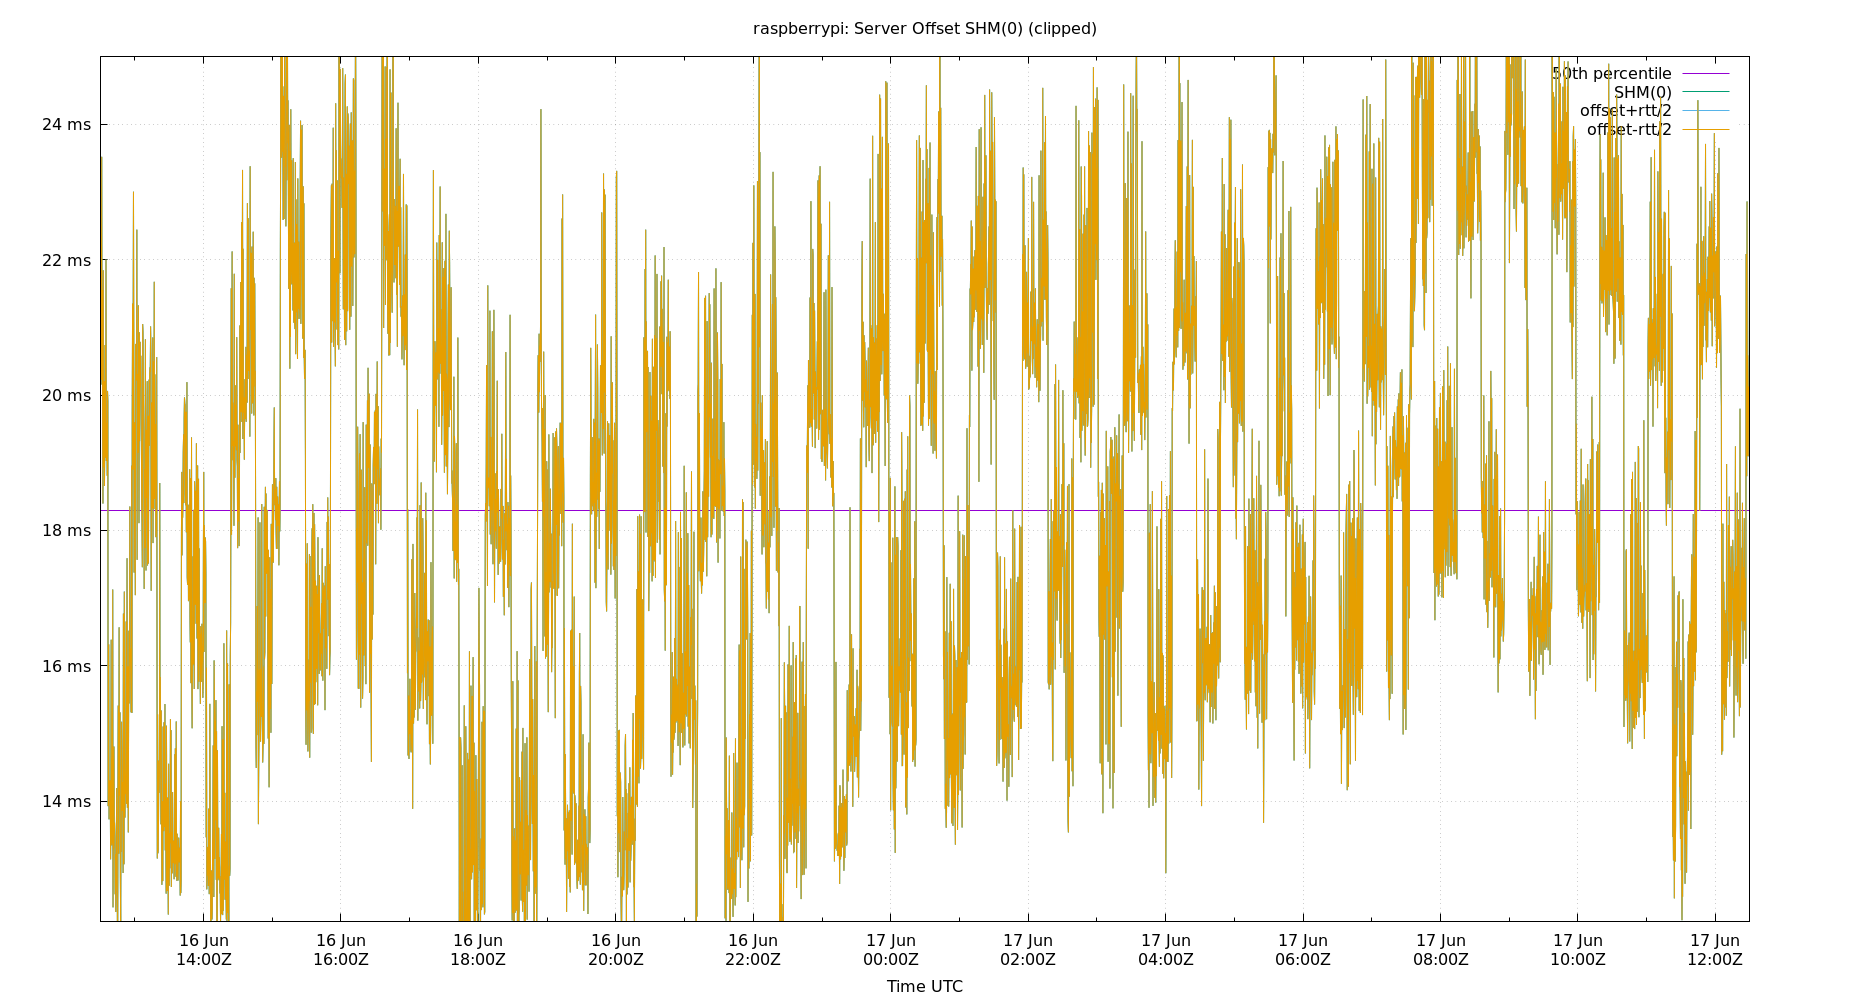 raspberrypi: Server Offset SHM(0) (clipped)
50th percentile
SHM(0)
offset+rtt/2
offset-rtt/2
24 ms
22 ms
20 ms
18 ms
16 ms
14 ms
16 Jun 16 Jun 16 Jun 16 Jun 16 Jun 17 Jun 17 Jun 17 Jun 17 Jun 17 Jun 17 Jun 17 Jun
14:00Z 16:00Z 18:00Z 20:00Z 22:00Z 00:00Z 02:00Z 04:00Z 06:00Z 08:00Z 10:00Z 12:00Z
Time UTC